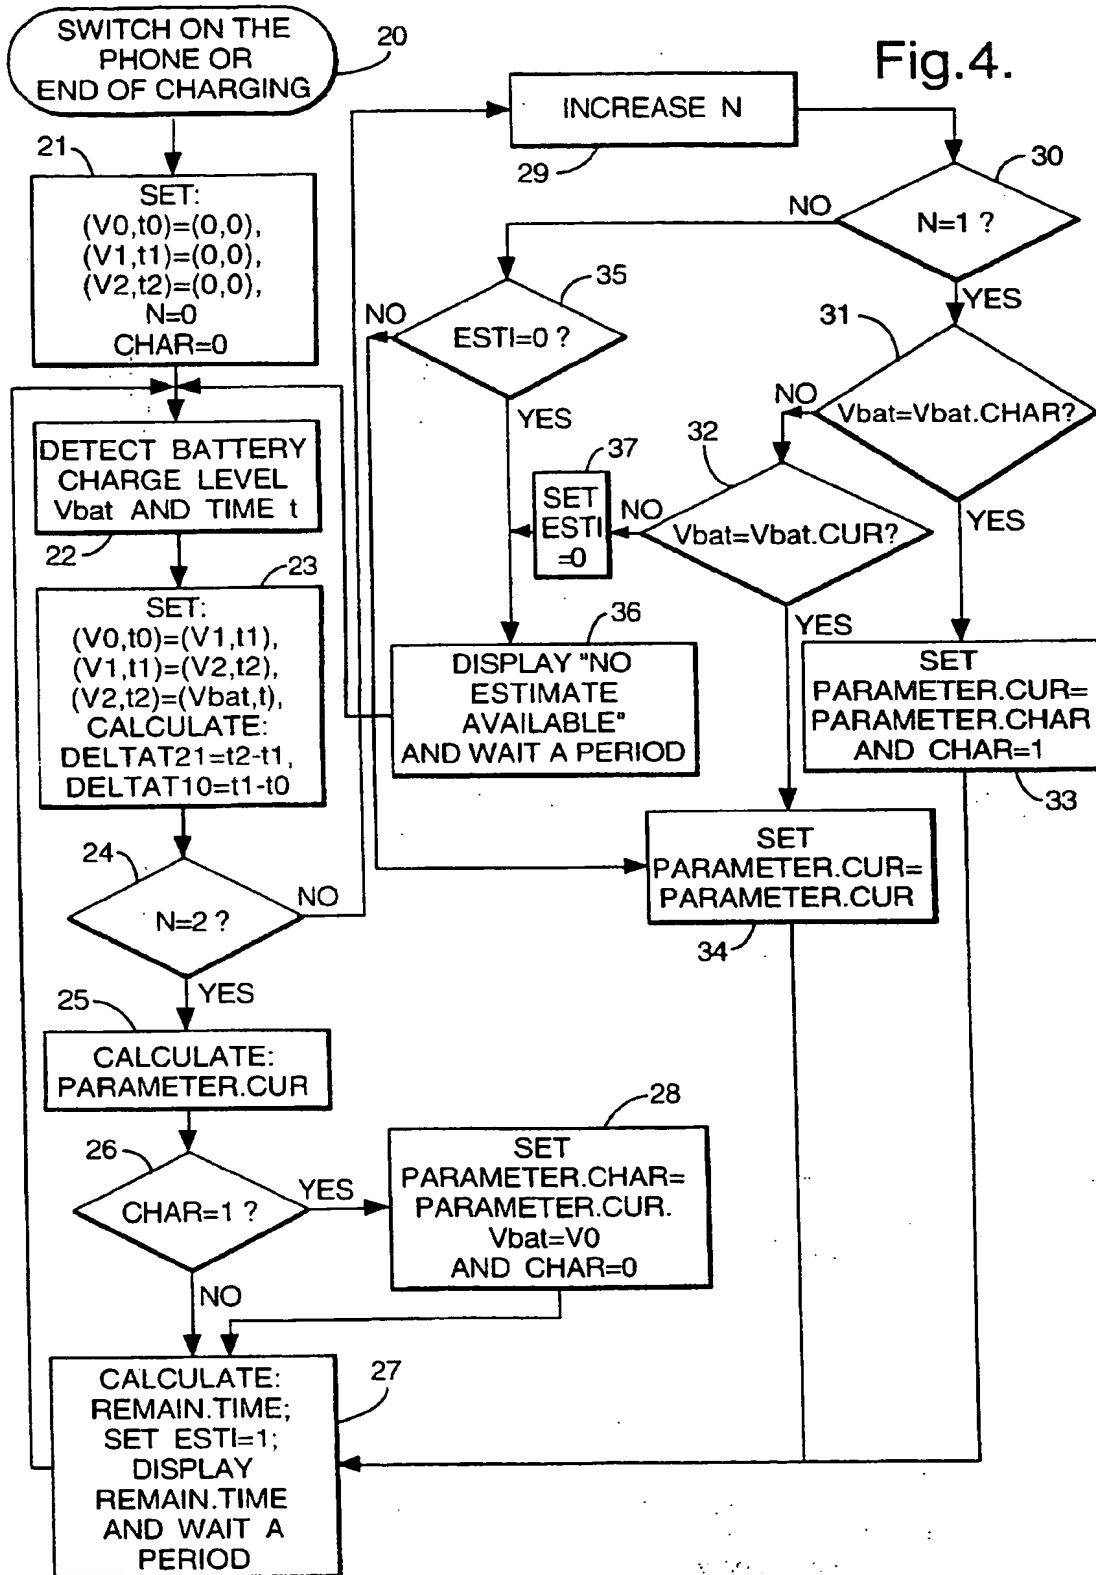 SWITCH ON THE
PHONE OR
END OF CHARGING
20
Fig.4.
21
SET:
(V0,t0)=(0,0),
(V1,t1)=(0,0),
(V2,t2)=(0,0),
N=0
CHAR=0
DETECT BATTERY
CHARGE LEVEL
Vbat AND TIME t
22
23
SET:
(V0,t0)=(V1,t1),
(V1,t1)=(V2,t2),
(V2,t2)=(Vbat,t),
CALCULATE:
DELTAT21=t2-t1,
DELTAT10=t1-t0
24
N=2 ?
NO
YES
25
CALCULATE:
PARAMETER.CUR
26
CHAR=1 ?
YES
NO
28
SET
PARAMETER.CHAR=
PARAMETER.CUR.
Vbat=V0
AND CHAR=0
CALCULATE:
REMAIN.TIME;
SET ESTI=1;
DISPLAY
REMAIN.TIME
AND WAIT A
PERIOD
27
INCREASE N
29
30
N=1 ?
NO
YES
35
ESTI=0 ?
NO
YES
31
Vbat=Vbat.CHAR?
NO
YES
32
Vbat=Vbat.CUR?
NO
YES
37
SET
ESTI
=0
36
DISPLAY "NO
ESTIMATE
AVAILABLE"
AND WAIT A PERIOD
SET
PARAMETER.CUR=
PARAMETER.CHAR
AND CHAR=1
33
SET
PARAMETER.CUR=
PARAMETER.CUR
34